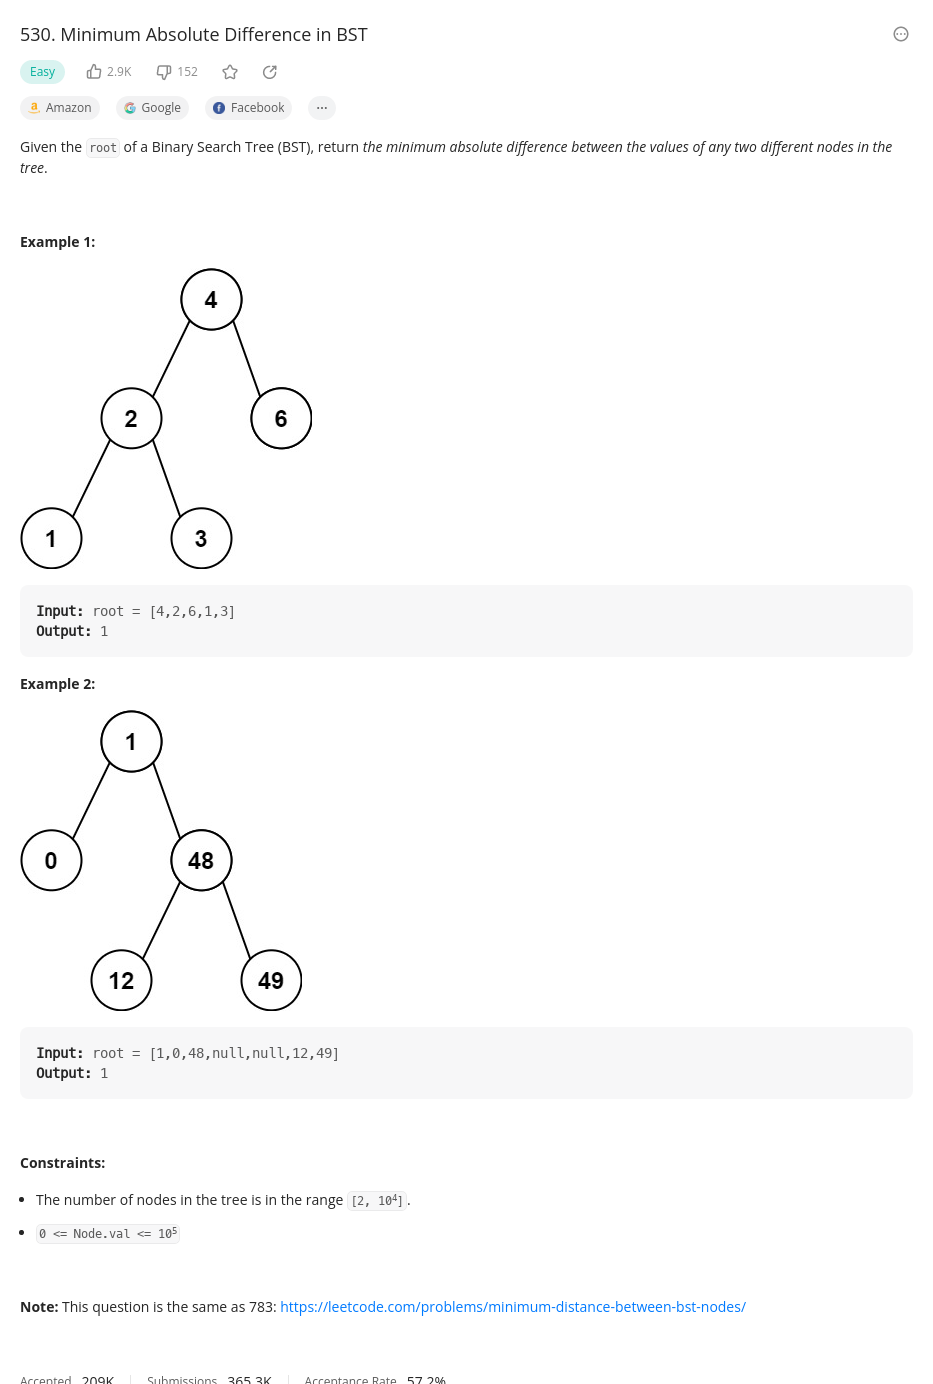 530. Minimum Absolute Difference in BST
Easy 2.9K 152
Amazon Google Facebook ...
Given the root of a Binary Search Tree (BST), return the minimum absolute difference between the values of any two different nodes in the
tree.
Example 1:
4
2 6
1 3
Input: root = [4,2,6,1,3]
Output: 1
Example 2:
1
0 48
12 49
Input: root = [1,0,48,null,null,12,49]
Output: 1
Constraints:
• The number of nodes in the tree is in the range [2, 10⁴].
• 0 <= Node.val <= 10⁵
Note: This question is the same as 783: https://leetcode.com/problems/minimum-distance-between-bst-nodes/
Accepted 209K Submissions 365.3K Acceptance Rate 57.2%